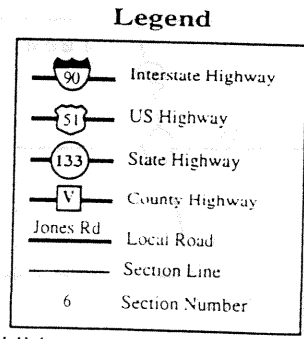 Legend
90 Interstate Highway
51 US Highway
133 State Highway
V County Highway
Jones Rd Local Road
Section Line
6 Section Number